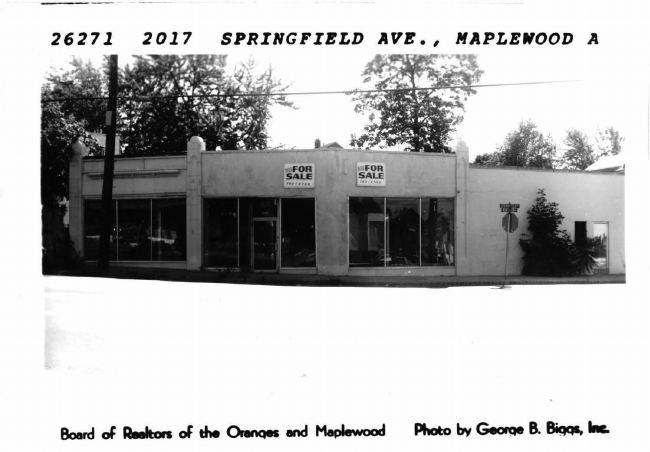 26271 2017 SPRINGFIELD AVE., MAPLEWOOD A
FOR
SALE
FOR
SALE
Board of Realtors of the Oranges and Maplewood Photo by George B. Biggs, Inc.